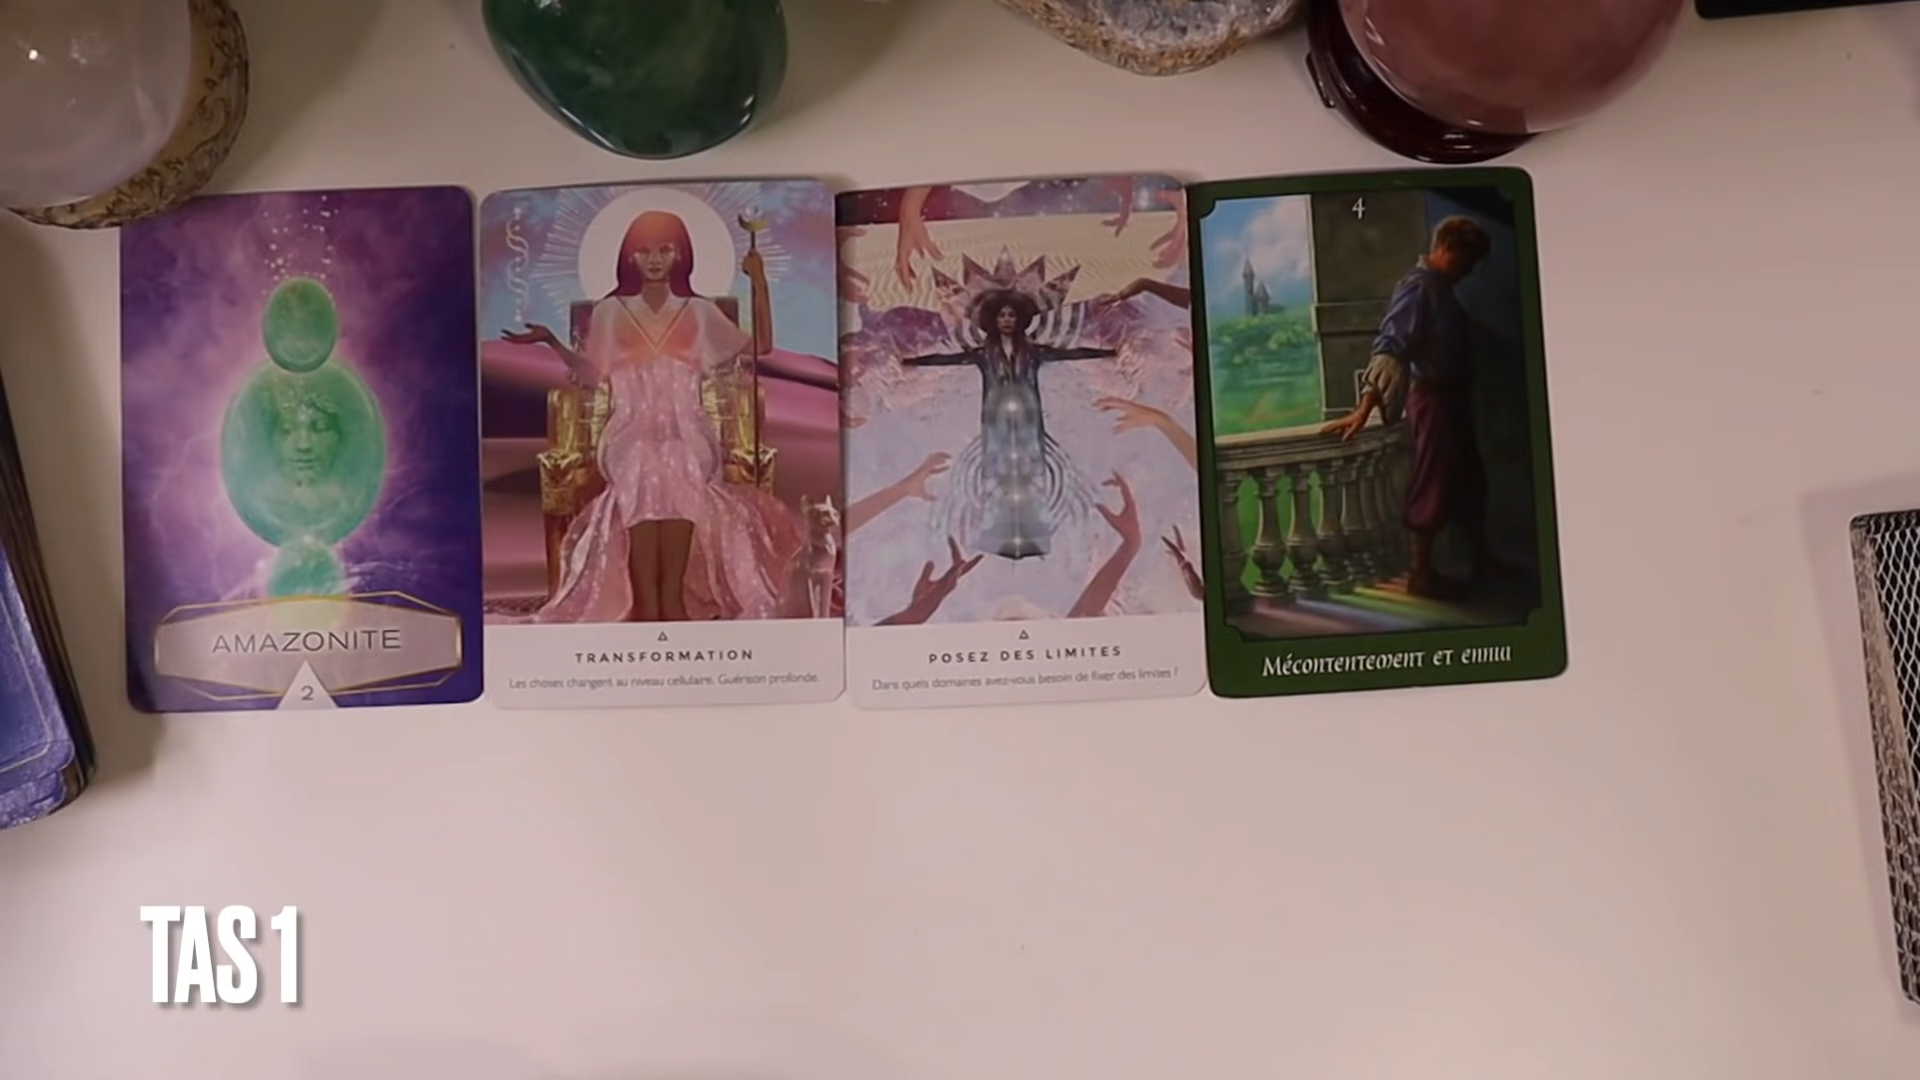 4
AMAZONITE
2
TRANSFORMATION
Les choses changent au niveau cellulaire. Guérison profonde.
POSEZ DES LIMITES
Dans quels domaines avez-vous besoin de fixer des limites ?
Mécontentement et ennui
TAS 1